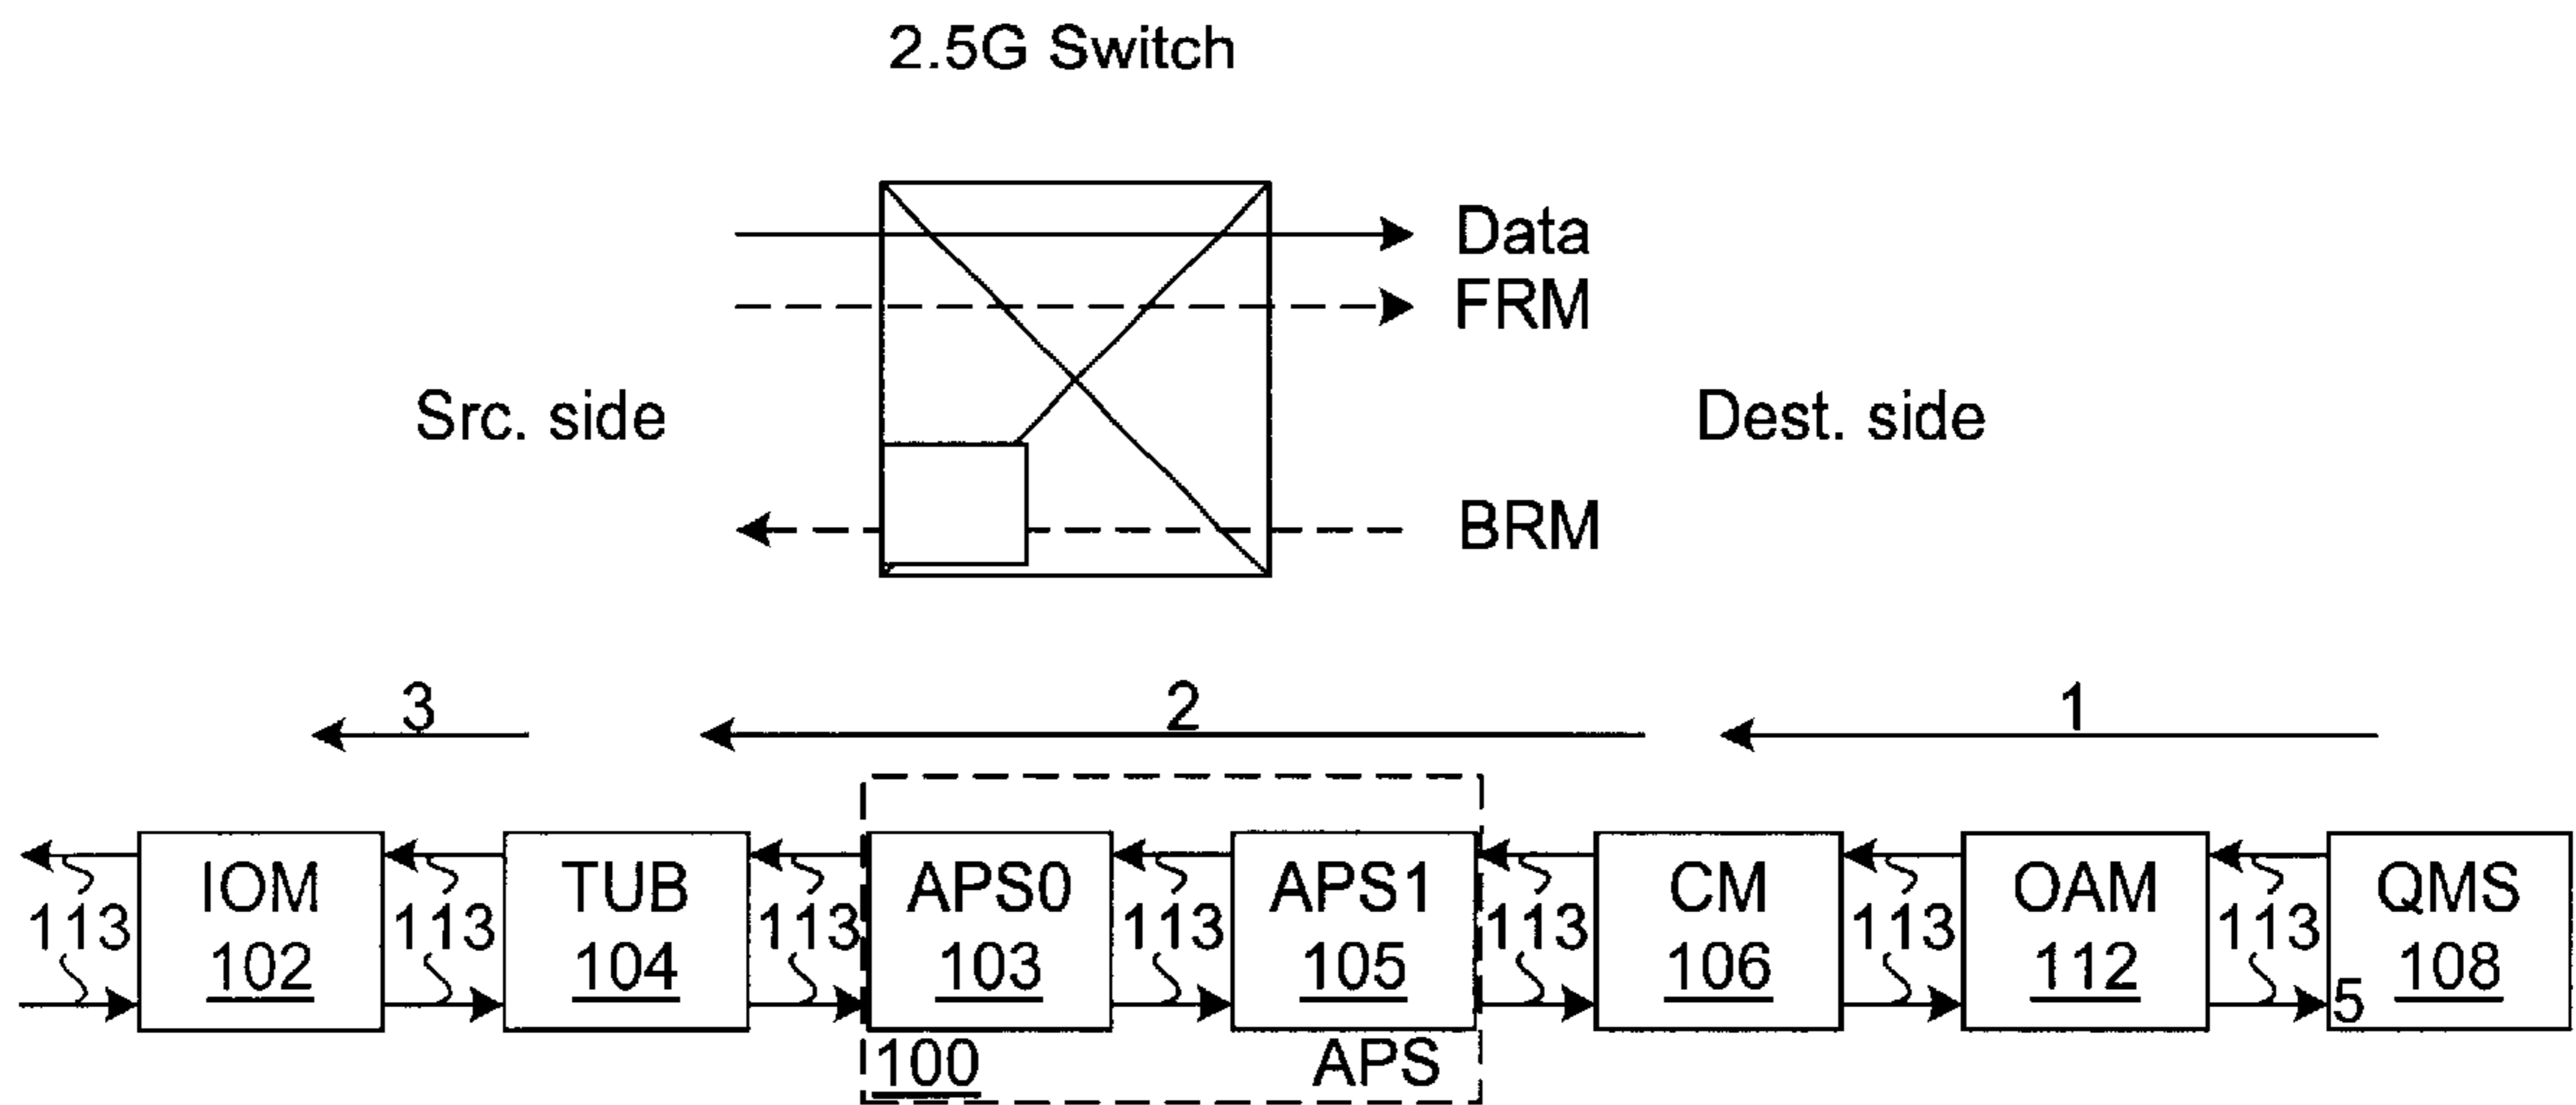 2.5G Switch
Data
FRM
Src. side
Dest. side
BRM
3 2 1
IOM TUB APS0 APS1 CM OAM QMS
113 113 113 113 113 113 113
102 104 103 105 106 112 108
5
100 APS